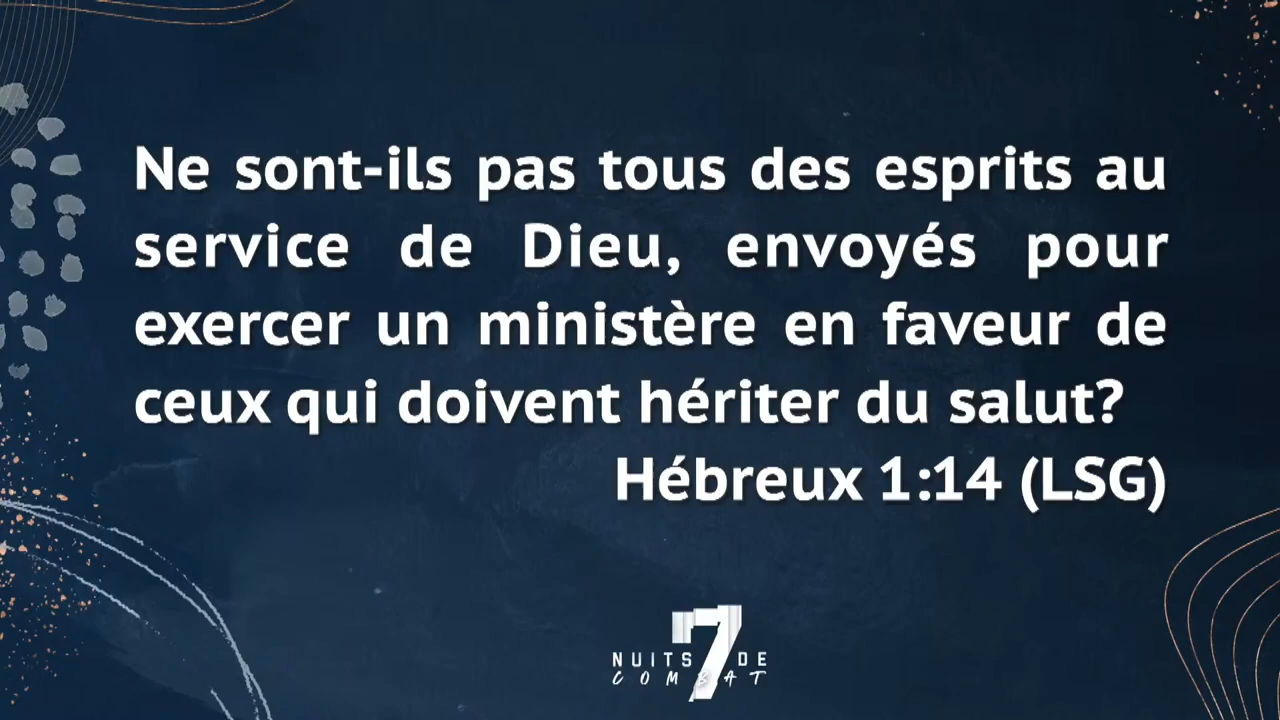 Ne sont-ils pas tous des esprits au
service de Dieu, envoyés pour
exercer un ministère en faveur de
ceux qui doivent hériter du salut?
Hébreux 1:14 (LSG)
7
NUITS DE
COMBAT